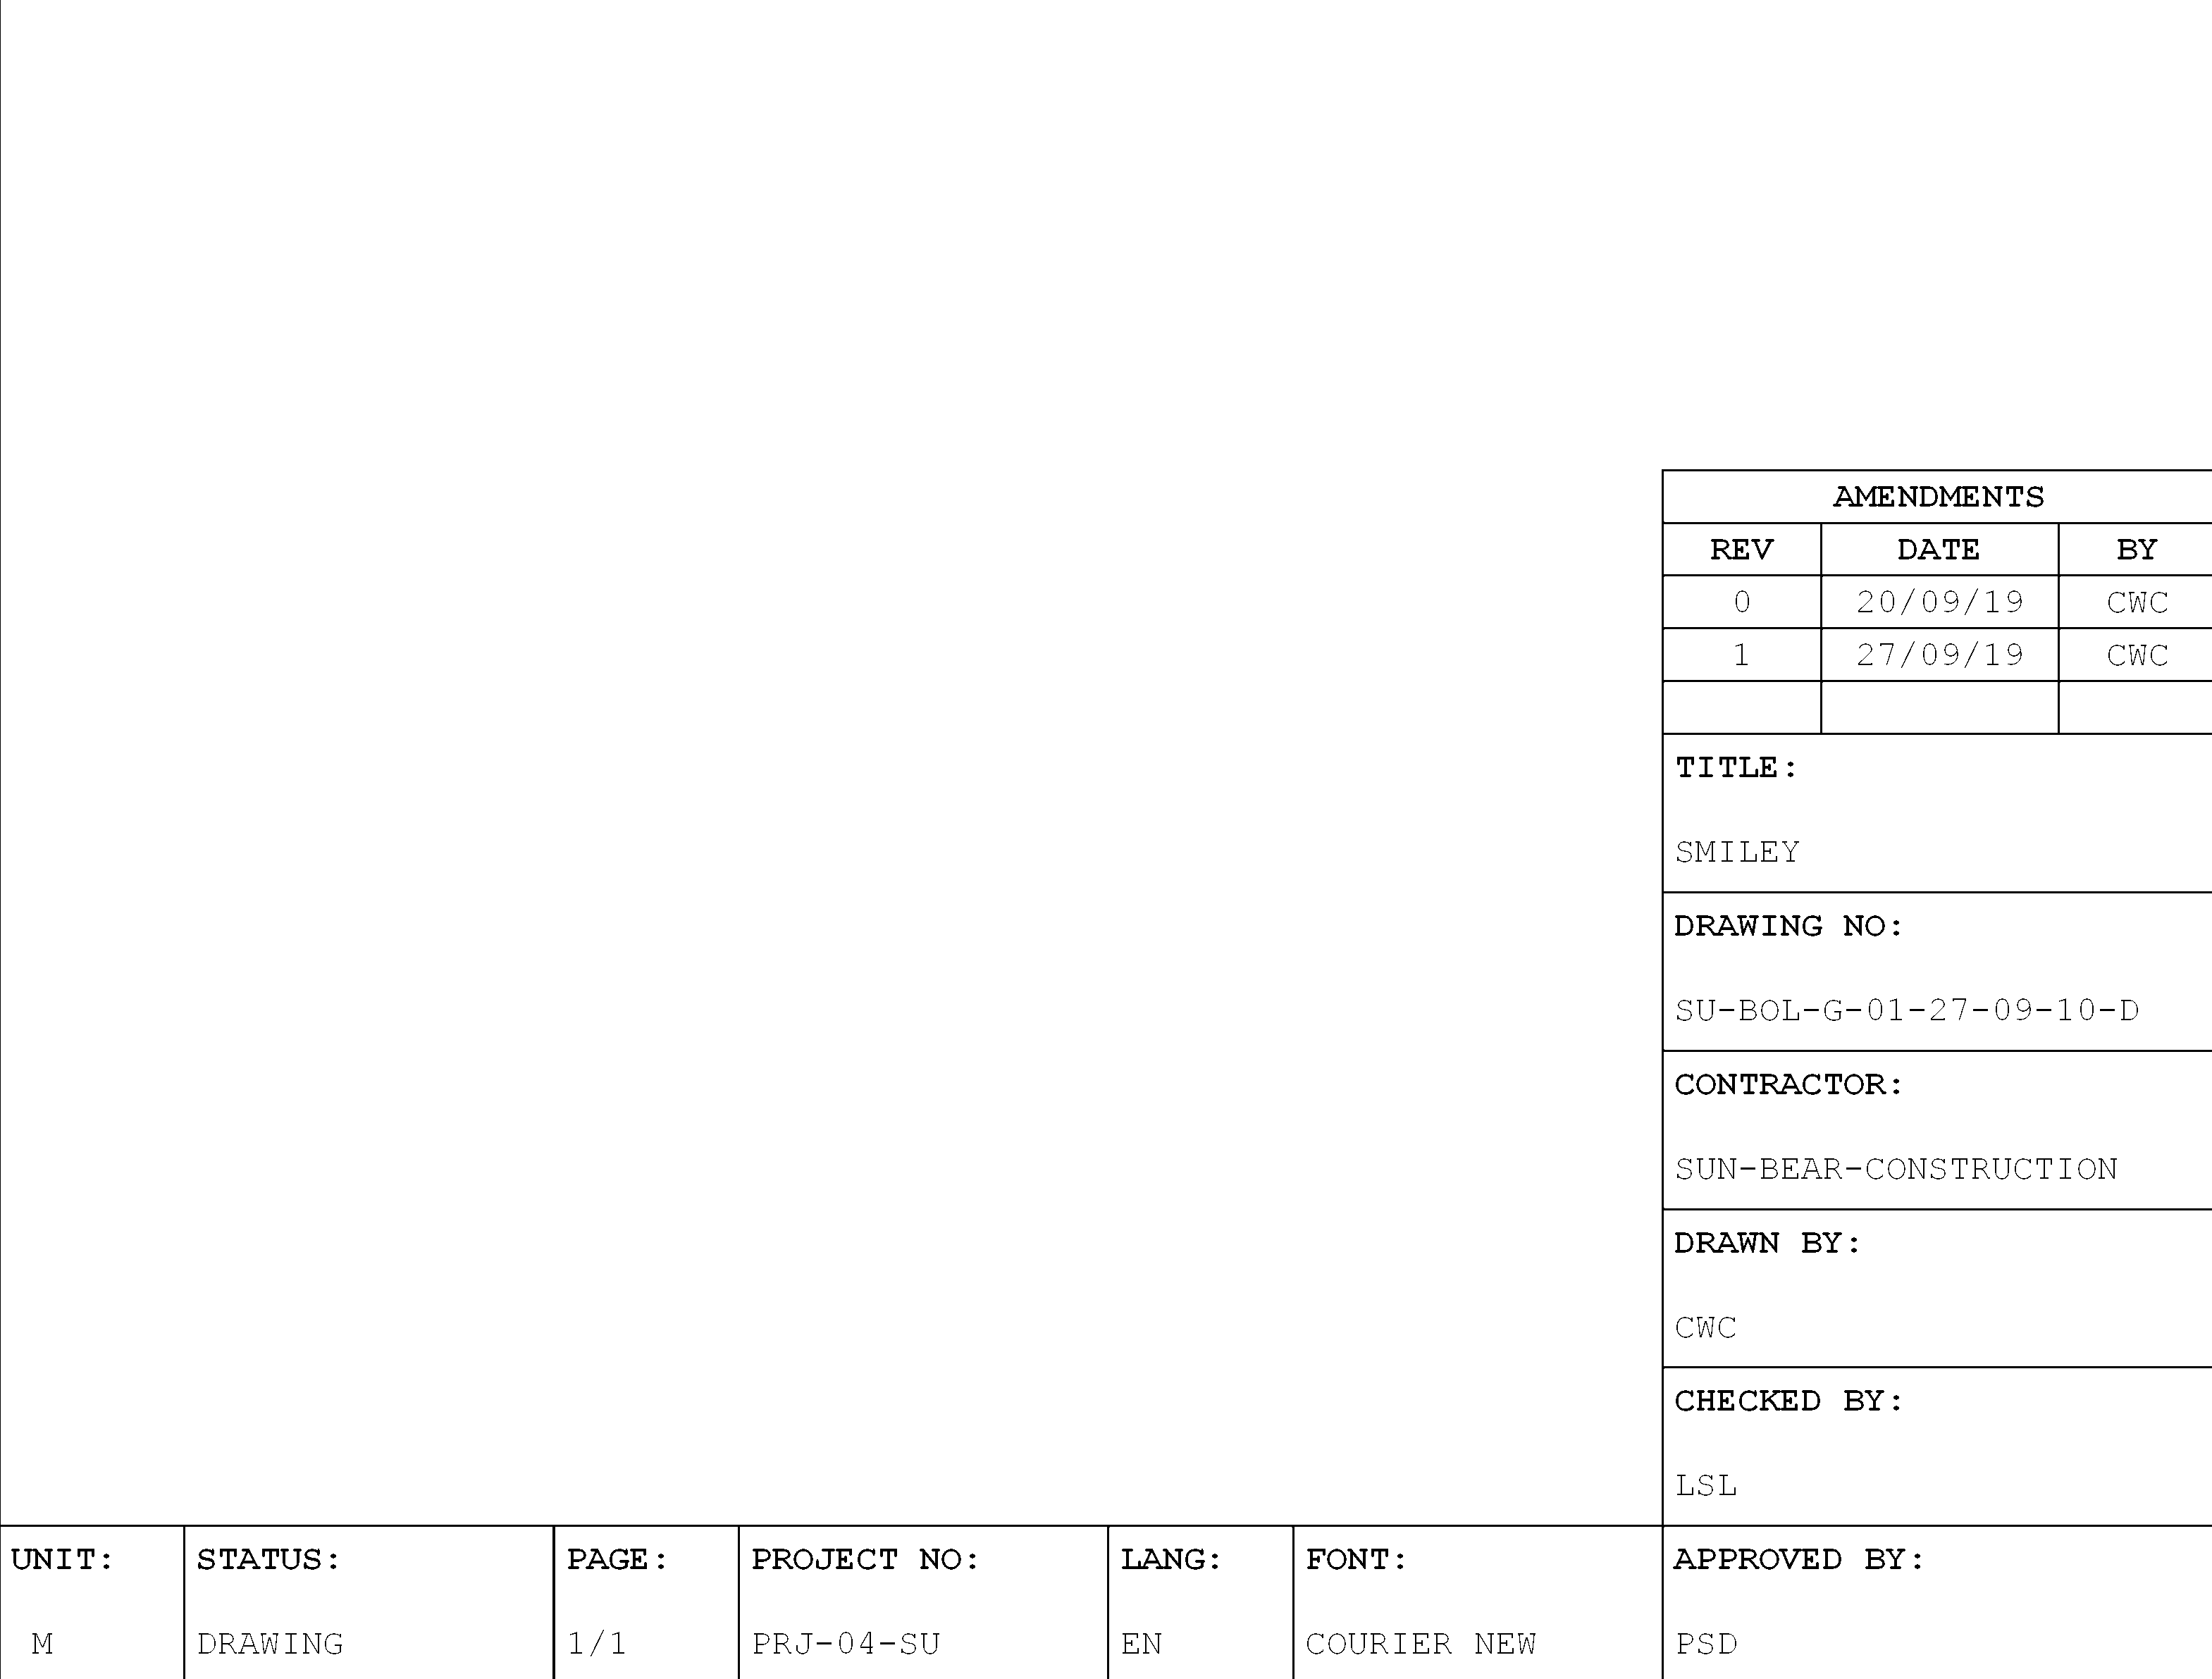 AMENDMENTS
REV DATE BY
0 20/09/19 CWC
1 27/09/19 CWC
TITLE:
SMILEY
DRAWING NO:
SU-BOL-G-01-27-09-10-D
CONTRACTOR:
SUN-BEAR-CONSTRUCTION
DRAWN BY:
CWC
CHECKED BY:
LSL
UNIT: STATUS: PAGE: PROJECT NO: LANG: FONT: APPROVED BY:
M DRAWING 1/1 PRJ-04-SU EN COURIER NEW PSD